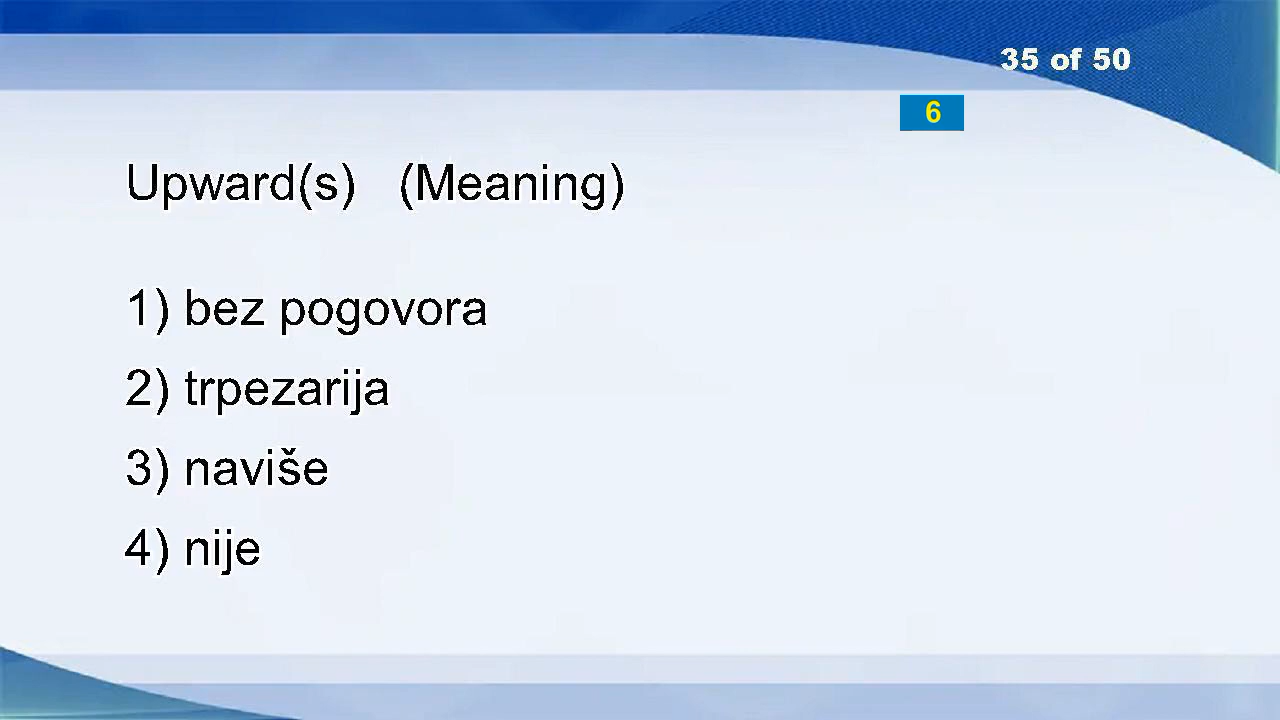 35 of 50
6
Upward(s) (Meaning)
1) bez pogovora
2) trpezarija
3) naviše
4) nije